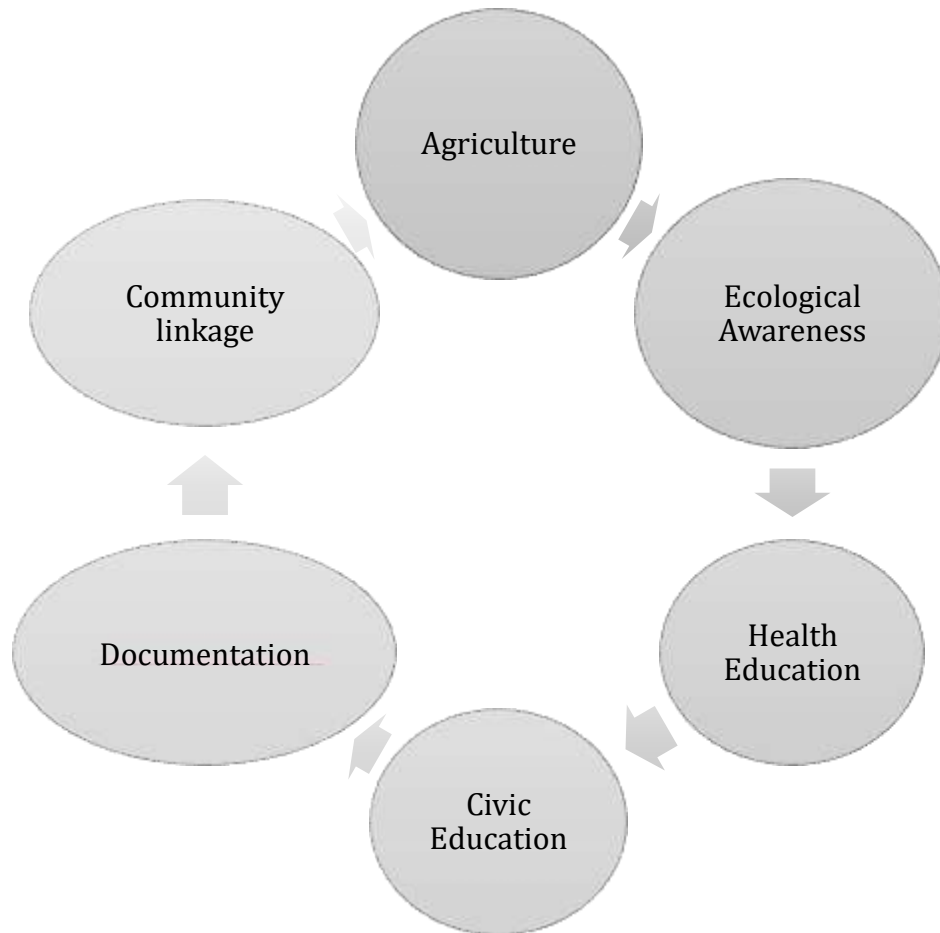 Agriculture
Ecological
Awareness
Health
Education
Civic
Education
Documentation
Community
linkage